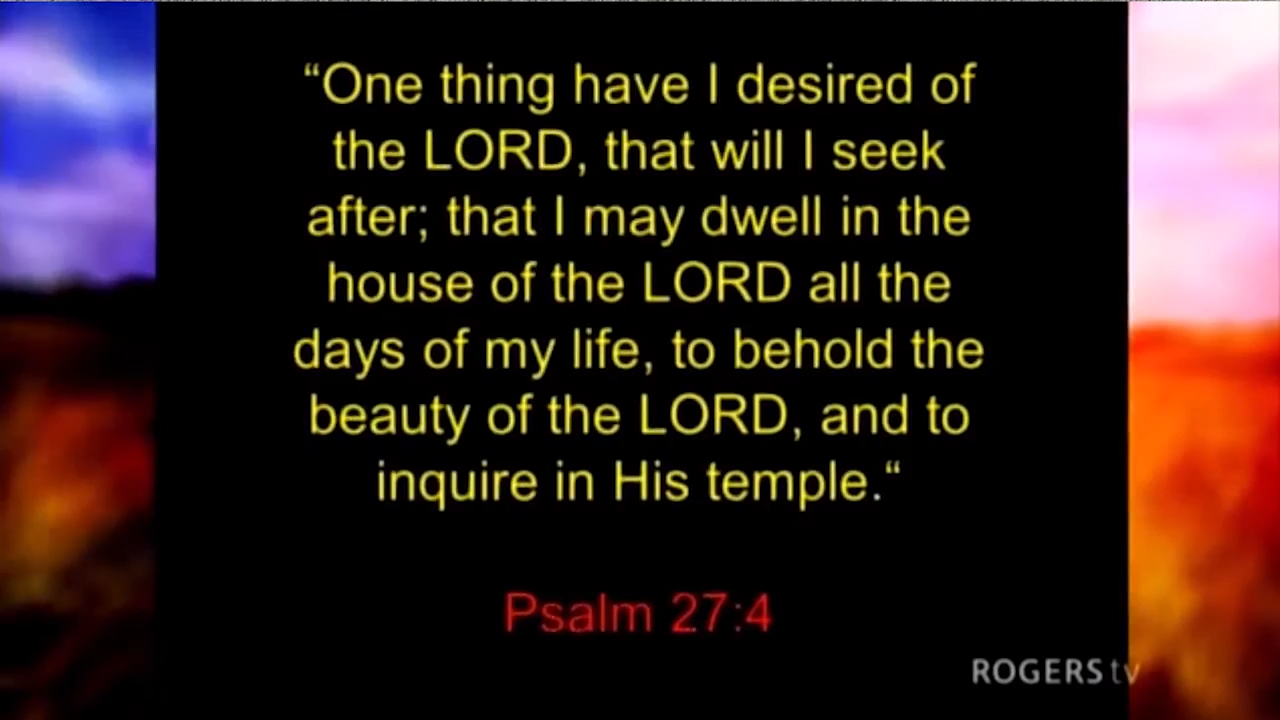 “One thing have I desired of
the LORD, that will I seek
after; that I may dwell in the
house of the LORD all the
days of my life, to behold the
beauty of the LORD, and to
inquire in His temple.“
Psalm 27:4
ROGERS tv